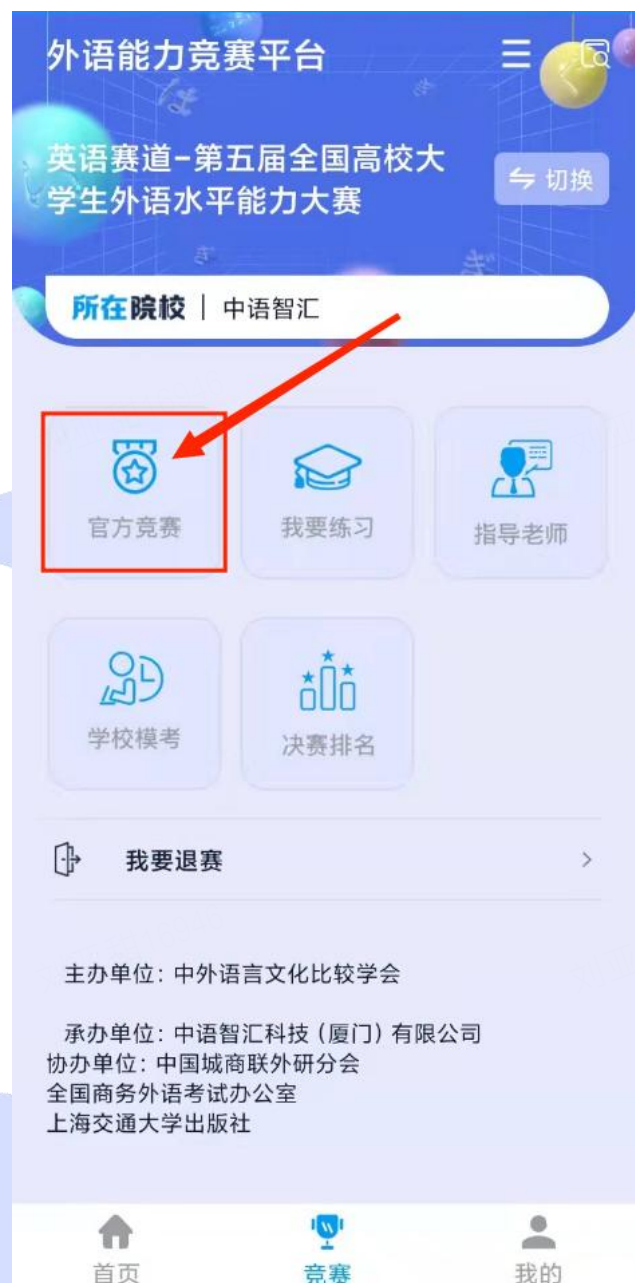 外语能力竞赛平台
英语赛道-第五届全国高校大
学生外语水平能力大赛
切换
所在院校 | 中语智汇
官方竞赛
我要练习
指导老师
学校模考
决赛排名
我要退赛
主办单位: 中外语言文化比较学会
承办单位: 中语智汇科技 (厦门) 有限公司
协办单位: 中国城商联外研分会
全国商务外语考试办公室
上海交通大学出版社
首页
竞赛
我的